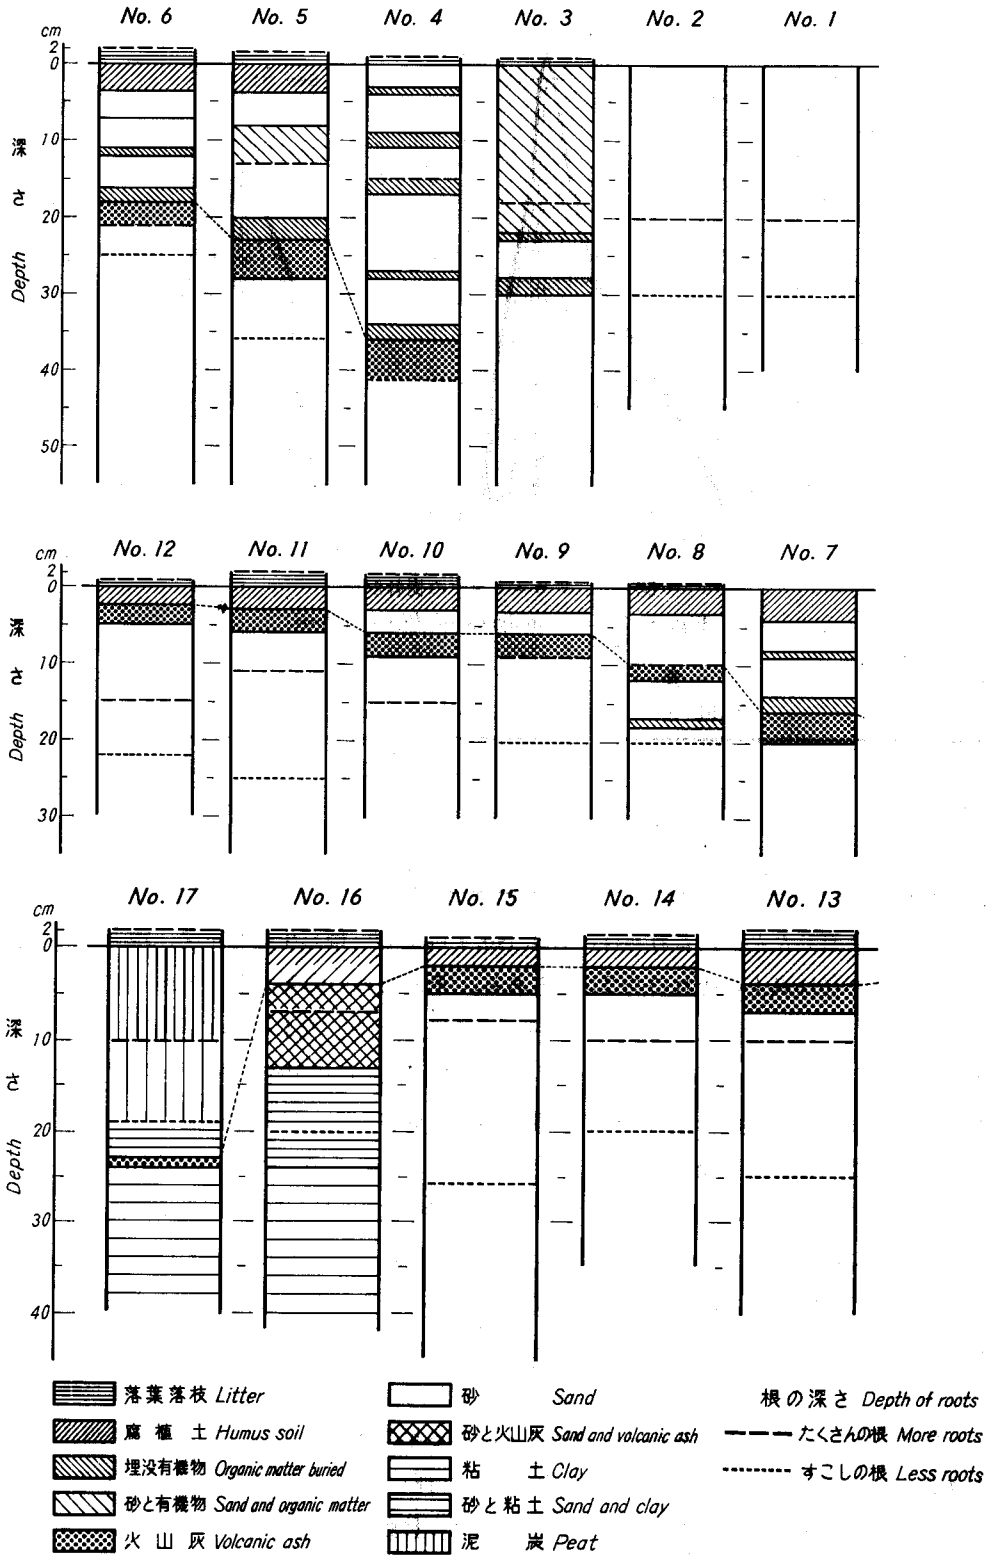 No. 6 No. 5 No. 4 No. 3 No. 2 No. 1
cm
2
0
10
20
30
40
50
深さ Depth
No. 12 No. 11 No. 10 No. 9 No. 8 No. 7
cm
2
0
10
20
30
深さ Depth
No. 17 No. 16 No. 15 No. 14 No. 13
cm
2
0
10
20
30
40
深さ Depth
落葉落枝 Litter
腐植土 Humus soil
埋没有機物 Organic matter buried
砂と有機物 Sand and organic matter
火山灰 Volcanic ash
砂 Sand
砂と火山灰 Sand and volcanic ash
粘土 Clay
砂と粘土 Sand and clay
泥炭 Peat
根の深さ Depth of roots
たくさんの根 More roots
すこしの根 Less roots